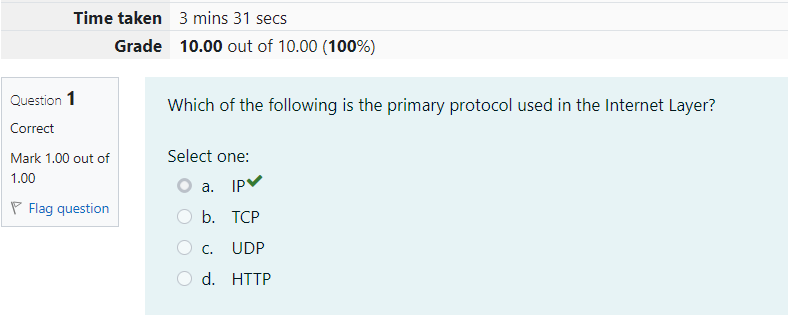 Time taken 3 mins 31 secs
Grade 10.00 out of 10.00 (100%)
Question 1
Correct
Mark 1.00 out of
1.00
Flag question
Which of the following is the primary protocol used in the Internet Layer?
Select one:
a. IP
b. TCP
c. UDP
d. HTTP